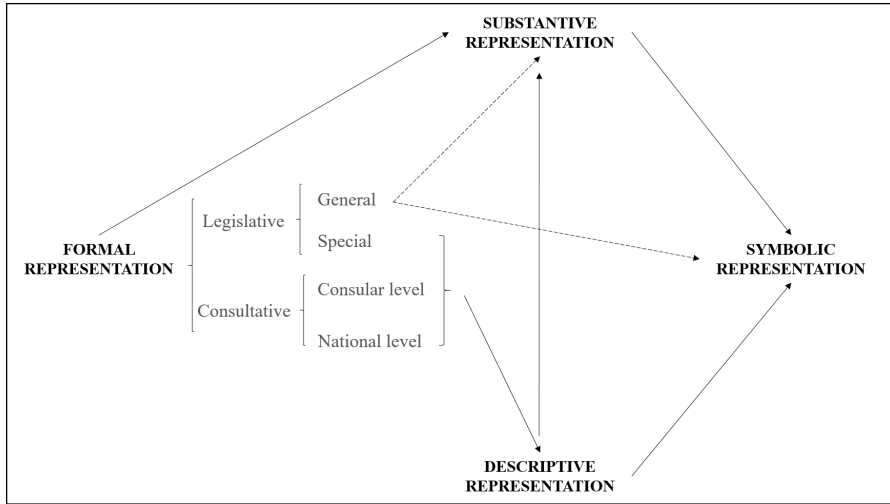 SUBSTANTIVE
REPRESENTATION
General
Legislative
Special
FORMAL
REPRESENTATION
SYMBOLIC
REPRESENTATION
Consular level
Consultative
National level
DESCRIPTIVE
REPRESENTATION